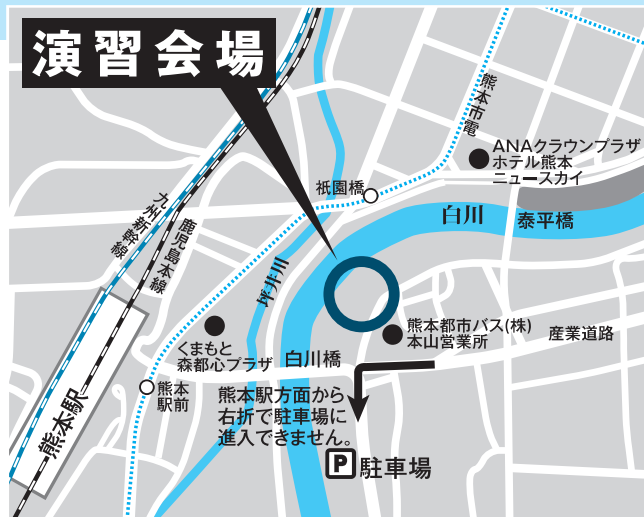 演習会場
熊本市電
ANAクラウンプラザ
ホテル熊本
ニュースカイ
祇園橋
白川
泰平橋
九州新幹線
鹿児島本線
坪井川
熊本都市バス(株)
本山営業所
産業道路
くまもと
森都心プラザ
白川橋
熊本駅
熊本
駅前
熊本駅方面から
右折で駐車場に
進入できません。
P 駐車場